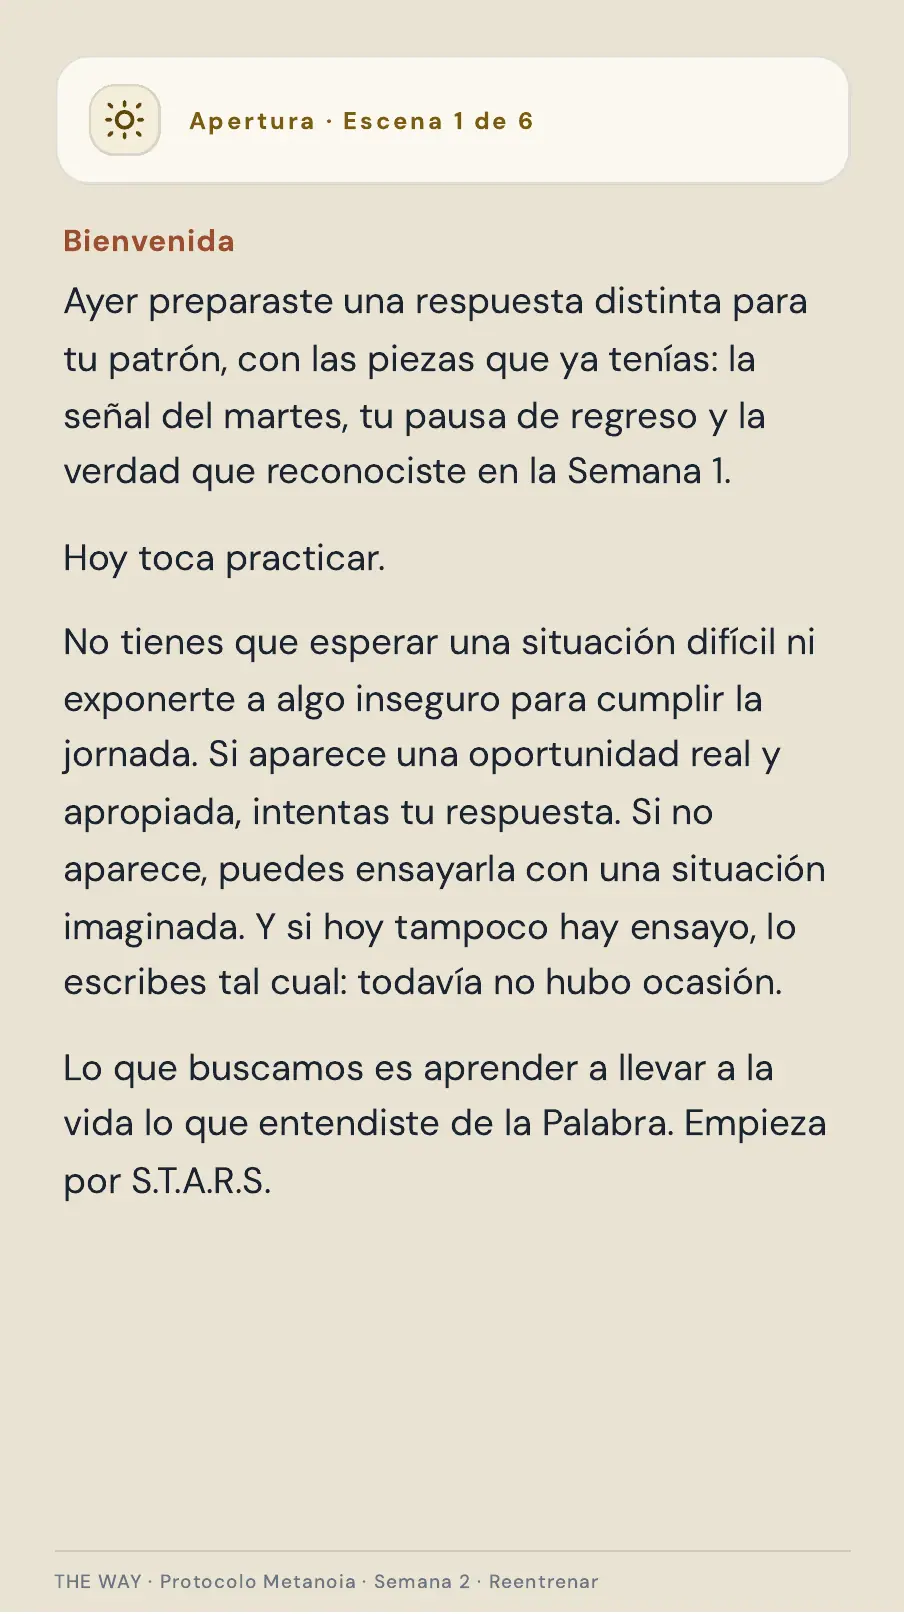 Apertura · Escena 1 de 6
Bienvenida
Ayer preparaste una respuesta distinta para
tu patrón, con las piezas que ya tenías: la
señal del martes, tu pausa de regreso y la
verdad que reconociste en la Semana 1.
Hoy toca practicar.
No tienes que esperar una situación difícil ni
exponerte a algo inseguro para cumplir la
jornada. Si aparece una oportunidad real y
apropiada, intentas tu respuesta. Si no
aparece, puedes ensayarla con una situación
imaginada. Y si hoy tampoco hay ensayo, lo
escribes tal cual: todavía no hubo ocasión.
Lo que buscamos es aprender a llevar a la
vida lo que entendiste de la Palabra. Empieza
por S.T.A.R.S.
THE WAY · Protocolo Metanoia · Semana 2 · Reentrenar